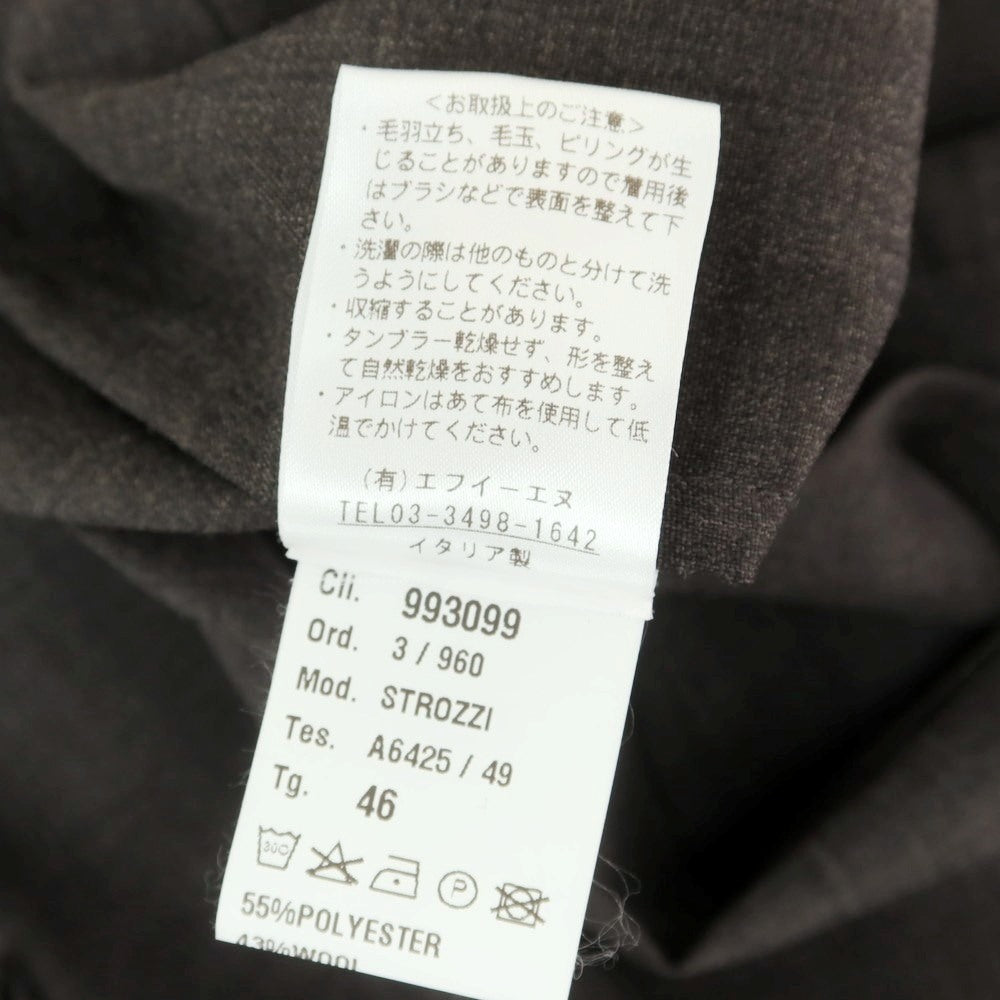 <お取扱上のご注意>
・毛羽立ち、毛玉、ピリングが生
じることがありますので着用後
はブラシなどで表面を整えて下
さい。
・洗濯の際は他のものと分けて洗
うようにしてください。
・収縮することがあります。
・タンブラー乾燥せず、形を整え
て自然乾燥をおすすめします。
・アイロンはあて布を使用して低
温でかけてください。
(有)エフイーエヌ
TEL03-3498-1642
イタリア製
Cli. 993099
Ord. 3 / 960
Mod. STROZZI
Tes. A6425 / 49
Tg. 46
30C P
55%POLYESTER
43%WOOL